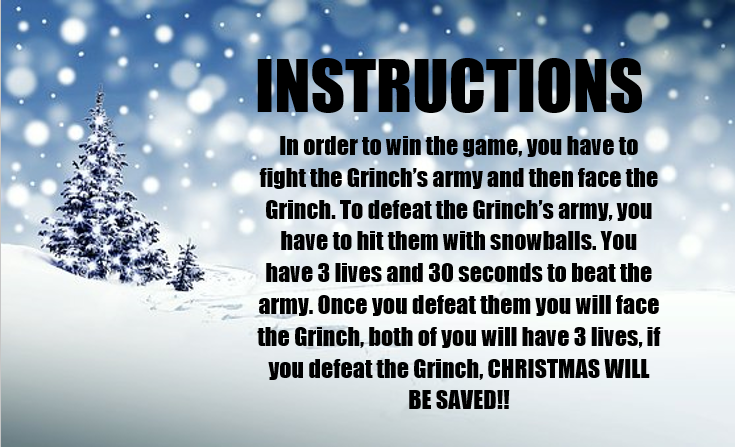 INSTRUCTIONS
In order to win the game, you have to
fight the Grinch’s army and then face the
Grinch. To defeat the Grinch’s army, you
have to hit them with snowballs. You
have 3 lives and 30 seconds to beat the
army. Once you defeat them you will face
the Grinch, both of you will have 3 lives, if
you defeat the Grinch, CHRISTMAS WILL
BE SAVED!!